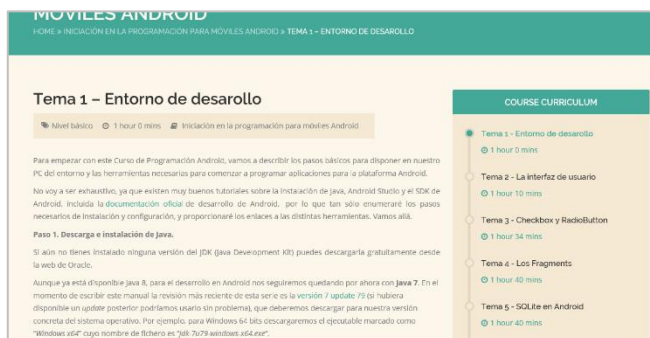 MÓVILES ANDROID
HOME » INICIACIÓN EN LA PROGRAMACIÓN PARA MÓVILES ANDROID » TEMA 1 – ENTORNO DE DESAROLLO
Tema 1 – Entorno de desarollo
Nivel básico 1 hour 0 mins Iniciación en la programación para móviles Android
Para empezar con este Curso de Programación Android, vamos a describir los pasos básicos para disponer en nuestro
PC del entorno y las herramientas necesarias para comenzar a programar aplicaciones para la plataforma Android.
No voy a ser exhaustivo, ya que existen muy buenos tutoriales sobre la instalación de Java, Android Studio y el SDK de
Android, incluida la documentación oficial de desarrollo de Android, por lo que tan sólo enumeraré los pasos
necesarios de instalación y configuración, y proporcionaré los enlaces a las distintas herramientas. Vamos allá.
Paso 1. Descarga e instalación de Java.
Si aún no tienes instalado ninguna versión del JDK (Java Development Kit) puedes descargarla gratuitamente desde
la web de Oracle.
Aunque ya está disponible Java 8, para el desarrollo en Android nos seguiremos quedando por ahora con Java 7. En el
momento de escribir este manual la revisión más reciente de esta serie es la versión 7 update 79 (si hubiera
disponible un update posterior podríamos usarlo sin problema), que deberemos descargar para nuestra versión
concreta del sistema operativo. Por ejemplo, para Windows 64 bits descargaremos el ejecutable marcado como
"Windows x64" cuyo nombre de fichero es "jdk-7u79-windows-x64.exe".
COURSE CURRICULUM
Tema 1 - Entorno de desarollo
1 hour 0 mins
Tema 2 - La interfaz de usuario
1 hour 10 mins
Tema 3 - Checkbox y RadioButton
1 hour 34 mins
Tema 4 - Los Fragments
1 hour 40 mins
Tema 5 - SQLite en Android
1 hour 40 mins